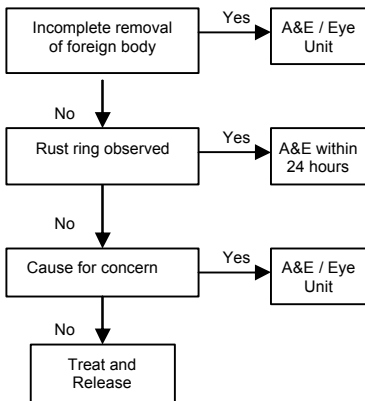 Incomplete removal
of foreign body
Yes
A&E / Eye
Unit
No
Rust ring observed
Yes
A&E within
24 hours
No
Cause for concern
Yes
A&E / Eye
Unit
No
Treat and
Release